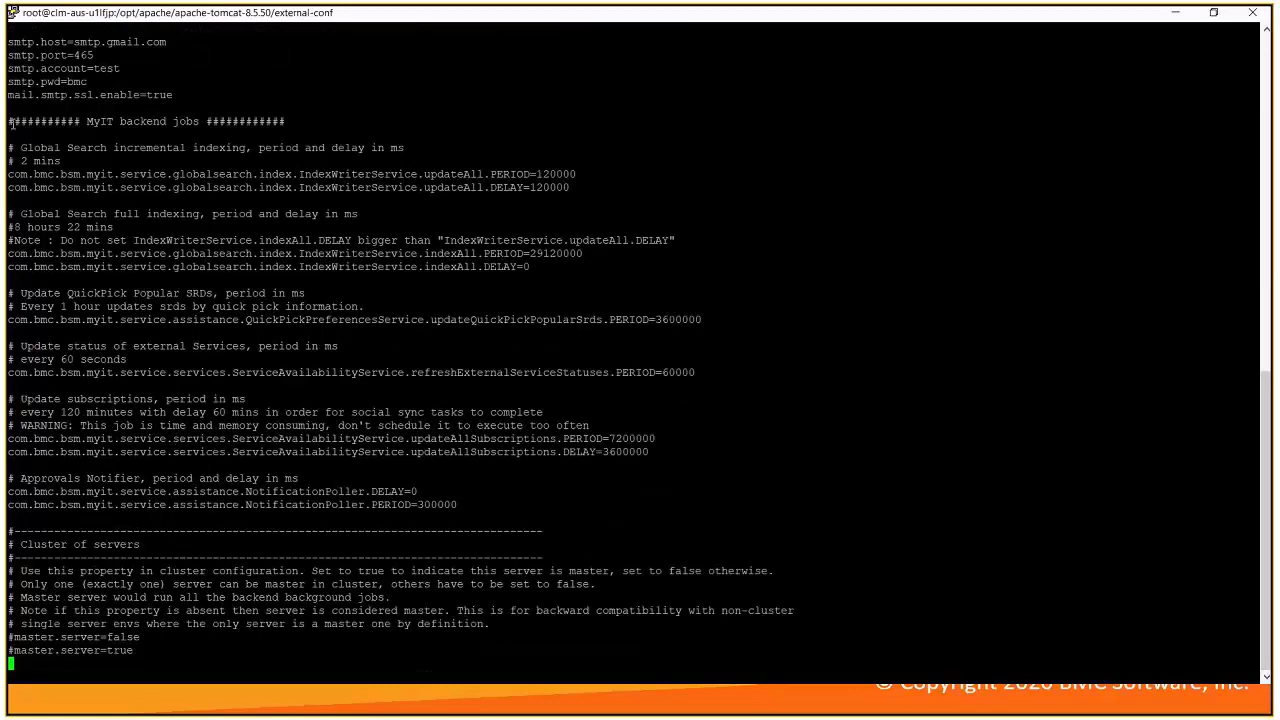 root@clm-aus-u1lfjp:/opt/apache/apache-tomcat-8.5.50/external-conf
smtp.host=smtp.gmail.com
smtp.port=465
smtp.account=test
smtp.pwd=bmc
mail.smtp.ssl.enable=true
########### MyIT backend jobs ############
# Global Search incremental indexing, period and delay in ms
# 2 mins
com.bmc.bsm.myit.service.globalsearch.index.IndexWriterService.updateAll.PERIOD=120000
com.bmc.bsm.myit.service.globalsearch.index.IndexWriterService.updateAll.DELAY=120000
# Global Search full indexing, period and delay in ms
#8 hours 22 mins
#Note : Do not set IndexWriterService.indexAll.DELAY bigger than "IndexWriterService.updateAll.DELAY"
com.bmc.bsm.myit.service.globalsearch.index.IndexWriterService.indexAll.PERIOD=29120000
com.bmc.bsm.myit.service.globalsearch.index.IndexWriterService.indexAll.DELAY=0
# Update QuickPick Popular SRDs, period in ms
# Every 1 hour updates srds by quick pick information.
com.bmc.bsm.myit.service.assistance.QuickPickPreferencesService.updateQuickPickPopularSrds.PERIOD=3600000
# Update status of external Services, period in ms
# every 60 seconds
com.bmc.bsm.myit.service.services.ServiceAvailabilityService.refreshExternalServiceStatuses.PERIOD=60000
# Update subscriptions, period in ms
# every 120 minutes with delay 60 mins in order for social sync tasks to complete
# WARNING: This job is time and memory consuming, don't schedule it to execute too often
com.bmc.bsm.myit.service.services.ServiceAvailabilityService.updateAllSubscriptions.PERIOD=7200000
com.bmc.bsm.myit.service.services.ServiceAvailabilityService.updateAllSubscriptions.DELAY=3600000
# Approvals Notifier, period and delay in ms
com.bmc.bsm.myit.service.assistance.NotificationPoller.DELAY=0
com.bmc.bsm.myit.service.assistance.NotificationPoller.PERIOD=300000
#--------------------------------------------------------------------------------
# Cluster of servers
#--------------------------------------------------------------------------------
# Use this property in cluster configuration. Set to true to indicate this server is master, set to false otherwise.
# Only one (exactly one) server can be master in cluster, others have to be set to false.
# Master server would run all the backend background jobs.
# Note if this property is absent then server is considered master. This is for backward compatibility with non-cluster
# single server envs where the only server is a master one by definition.
#master.server=false
#master.server=true
© Copyright 2020 BMC Software, Inc.